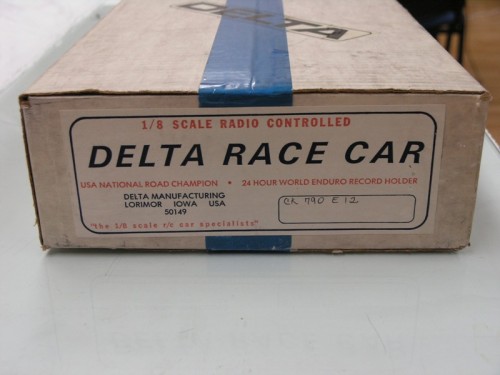 DELTA
1/8 SCALE RADIO CONTROLLED
DELTA RACE CAR
USA NATIONAL ROAD CHAMPION • 24 HOUR WORLD ENDURO RECORD HOLDER
DELTA MANUFACTURING
LORIMOR IOWA USA
50149
CK 790 E12
"the 1/8 scale r/c car specialists"